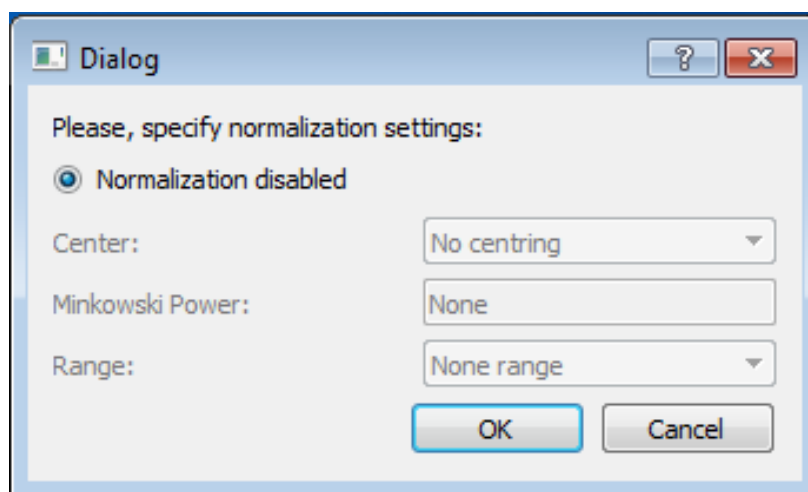 Dialog
?
Please, specify normalization settings:
Normalization disabled
Center: No centring
Minkowski Power: None
Range: None range
OK Cancel